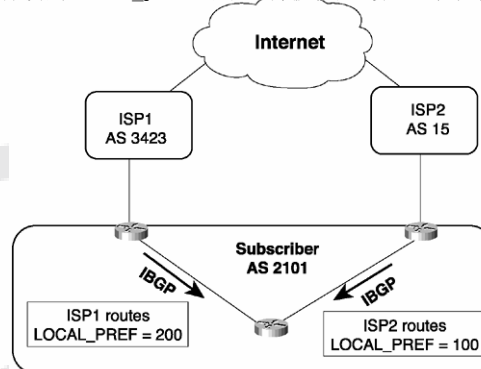 Internet
ISP1
AS 3423
ISP2
AS 15
Subscriber
AS 2101
IBGP
IBGP
ISP1 routes
LOCAL_PREF = 200
ISP2 routes
LOCAL_PREF = 100